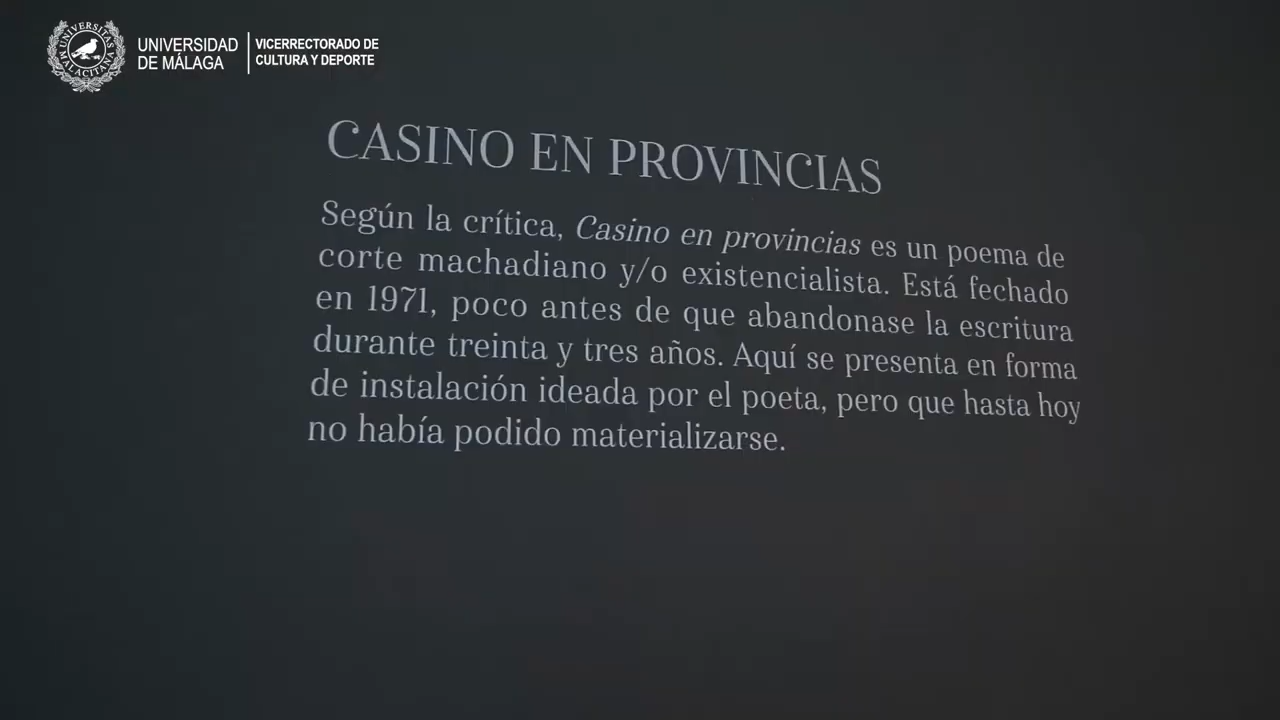 UNIVERSITAS MALACITANA
UNIVERSIDAD
DE MÁLAGA
VICERRECTORADO DE
CULTURA Y DEPORTE
CASINO EN PROVINCIAS
Según la crítica, Casino en provincias es un poema de
corte machadiano y/o existencialista. Está fechado
en 1971, poco antes de que abandonase la escritura
durante treinta y tres años. Aquí se presenta en forma
de instalación ideada por el poeta, pero que hasta hoy
no había podido materializarse.